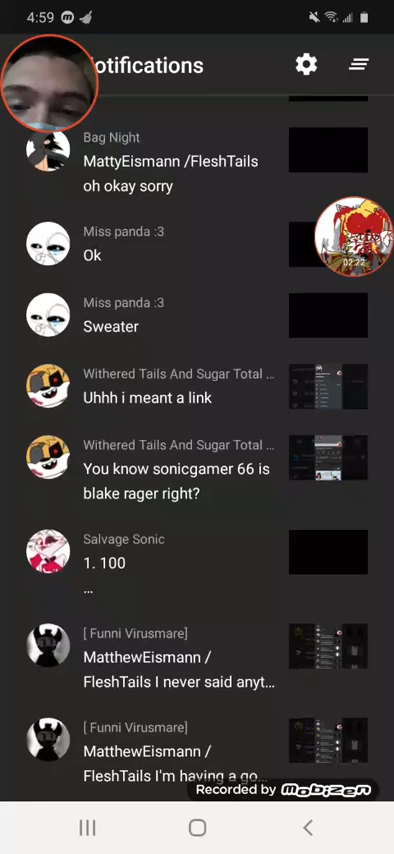 4:59
otifications
Bag Night
MattyEismann /FleshTails
oh okay sorry
Miss panda :3
Ok
02:22
Miss panda :3
Sweater
Withered Tails And Sugar Total ...
Uhhh i meant a link
Withered Tails And Sugar Total ...
You know sonicgamer 66 is
blake rager right?
Salvage Sonic
1. 100
...
[ Funni Virusmare]
MatthewEismann /
FleshTails I never said anyt...
[ Funni Virusmare]
MatthewEismann /
FleshTails I'm having a go...
Recorded by mobizen